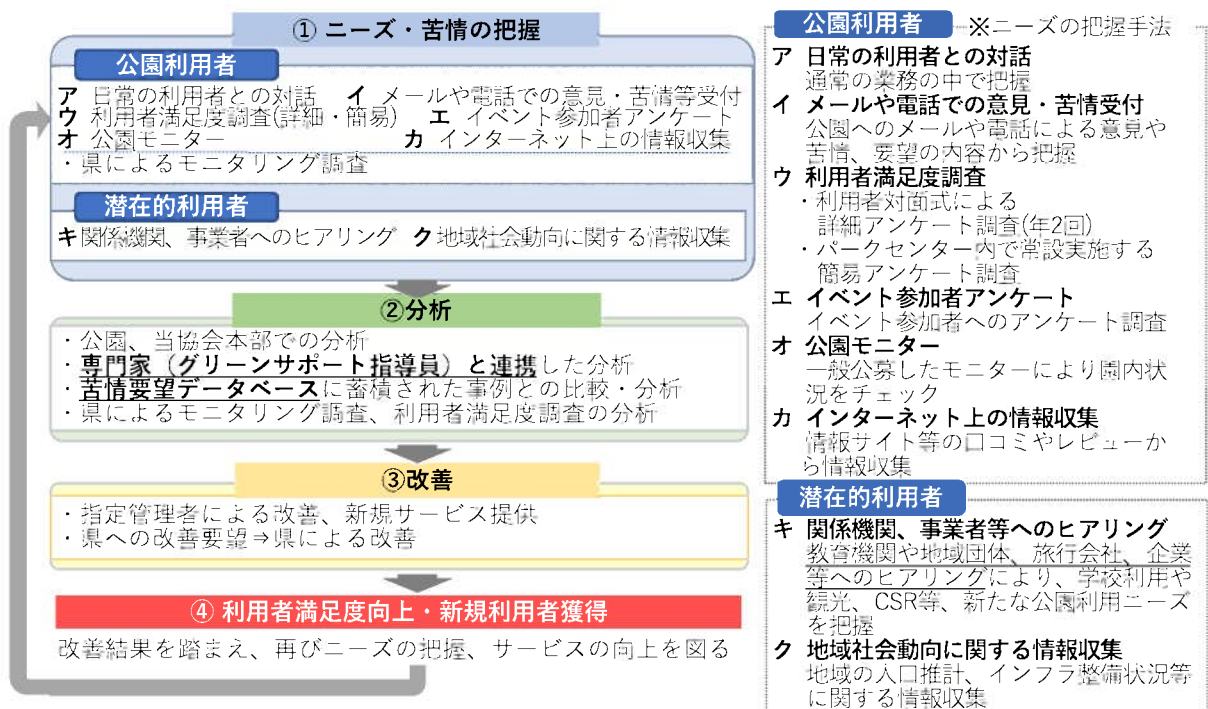 ① ニーズ・苦情の把握
公園利用者
ア 日常の利用者との対話 イ メールや電話での意見・苦情等受付
ウ 利用者満足度調査(詳細・簡易) エ イベント参加者アンケート
オ 公園モニター カ インターネット上の情報収集
・県によるモニタリング調査
潜在的利用者
キ関係機関、事業者へのヒアリング ク地域社会動向に関する情報収集
②分析
・公園、当協会本部での分析
・専門家（グリーンサポート指導員）と連携した分析
・苦情要望データベースに蓄積された事例との比較・分析
・県によるモニタリング調査、利用者満足度調査の分析
③改善
・指定管理者による改善、新規サービス提供
・県への改善要望⇒県による改善
④ 利用者満足度向上・新規利用者獲得
改善結果を踏まえ、再びニーズの把握、サービスの向上を図る
公園利用者 ※ニーズの把握手法
ア 日常の利用者との対話
通常の業務の中で把握
イ メールや電話での意見・苦情受付
公園へのメールや電話による意見や
苦情、要望の内容から把握
ウ 利用者満足度調査
・利用者対面式による
詳細アンケート調査(年2回)
・パークセンター内で常設実施する
簡易アンケート調査
エ イベント参加者アンケート
イベント参加者へのアンケート調査
オ 公園モニター
一般公募したモニターにより園内状
況をチェック
カ インターネット上の情報収集
情報サイト等の口コミやレビューか
ら情報収集
潜在的利用者
キ 関係機関、事業者等へのヒアリング
教育機関や地域団体、旅行会社、企業
等へのヒアリングにより、学校利用や
観光、CSR等、新たな公園利用ニーズ
を把握
ク 地域社会動向に関する情報収集
地域の人口推計、インフラ整備状況等
に関する情報収集